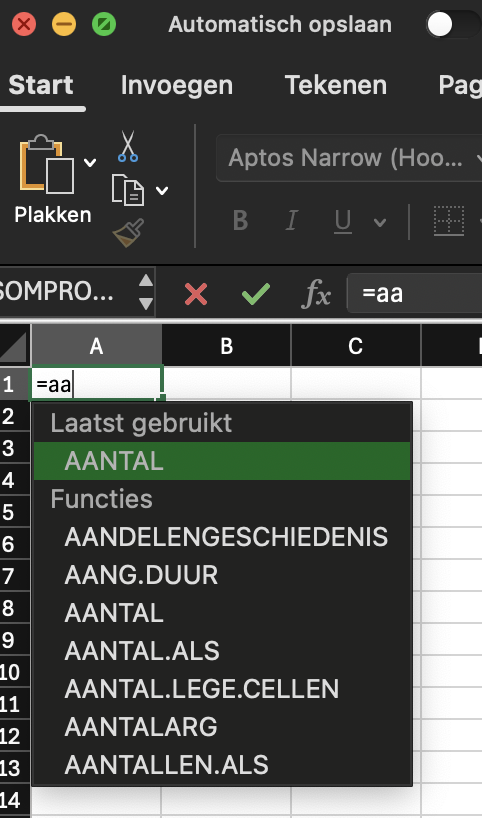 Automatisch opslaan
Start Invoegen Tekenen Pag
Plakken
Aptos Narrow (Hoo...
B I U
SOMPRO... fx =aa
A B C
1 =aa
2
3
4
5
6
7
8
9
10
11
12
13
14
Laatst gebruikt
AANTAL
Functies
AANDELENGESCHIEDENIS
AANG.DUUR
AANTAL
AANTAL.ALS
AANTAL.LEGE.CELLEN
AANTALARG
AANTALLEN.ALS